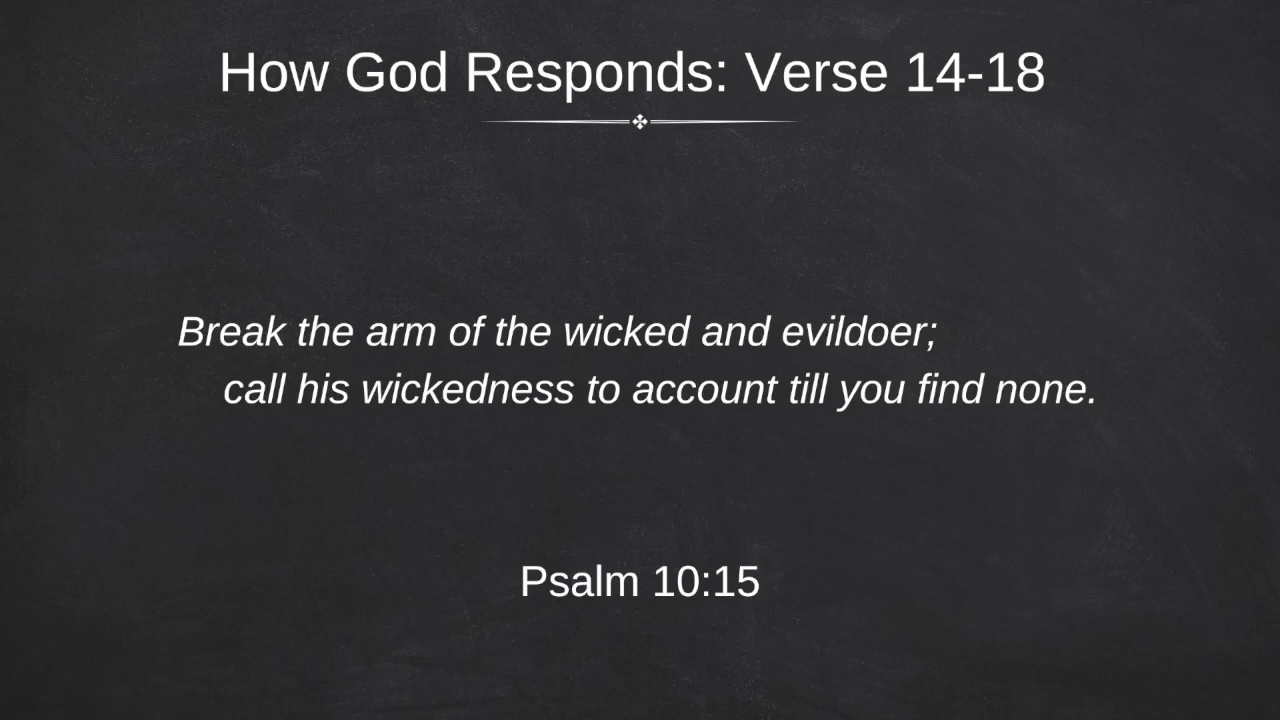 How God Responds: Verse 14-18
Break the arm of the wicked and evildoer;
call his wickedness to account till you find none.
Psalm 10:15